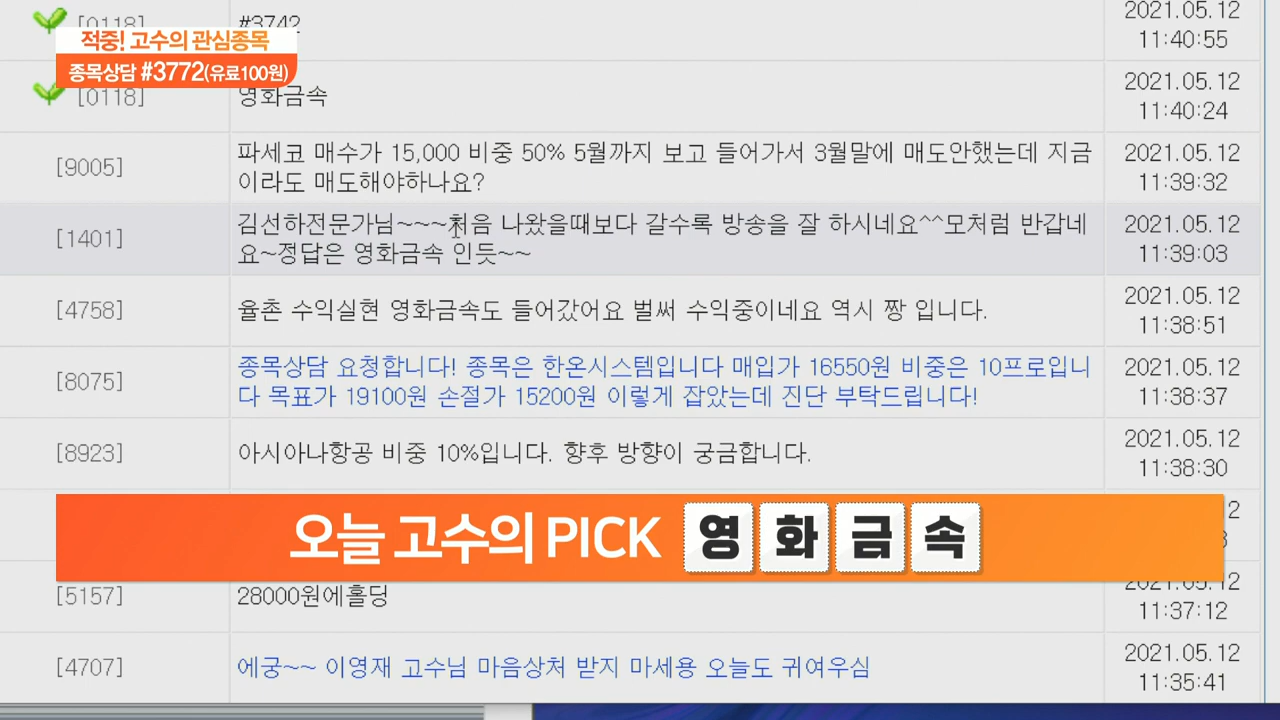 [0118] #3742 2021.05.12
11:40:55
적중! 고수의 관심종목
종목상담 #3772(유료100원)
[0118] 영화금속 2021.05.12
11:40:24
[9005] 파세코 매수가 15,000 비중 50% 5월까지 보고 들어가서 3월말에 매도안했는데 지금 2021.05.12
이라도 매도해야하나요? 11:39:32
[1401] 김선하전문가님~~~처음 나왔을때보다 갈수록 방송을 잘 하시네요^^모처럼 반갑네 2021.05.12
요~정답은 영화금속 인듯~~ 11:39:03
[4758] 율촌 수익실현 영화금속도 들어갔어요 벌써 수익중이네요 역시 짱 입니다. 2021.05.12
11:38:51
[8075] 종목상담 요청합니다! 종목은 한온시스템입니다 매입가 16550원 비중은 10프로입니 2021.05.12
다 목표가 19100원 손절가 15200원 이렇게 잡았는데 진단 부탁드립니다! 11:38:37
[8923] 아시아나항공 비중 10%입니다. 향후 방향이 궁금합니다. 2021.05.12
11:38:30
오늘 고수의 PICK 영화금속
[5157] 28000원에홀딩 2021.05.12
11:37:12
[4707] 에궁~~ 이영재 고수님 마음상처 받지 마세용 오늘도 귀여우심 2021.05.12
11:35:41